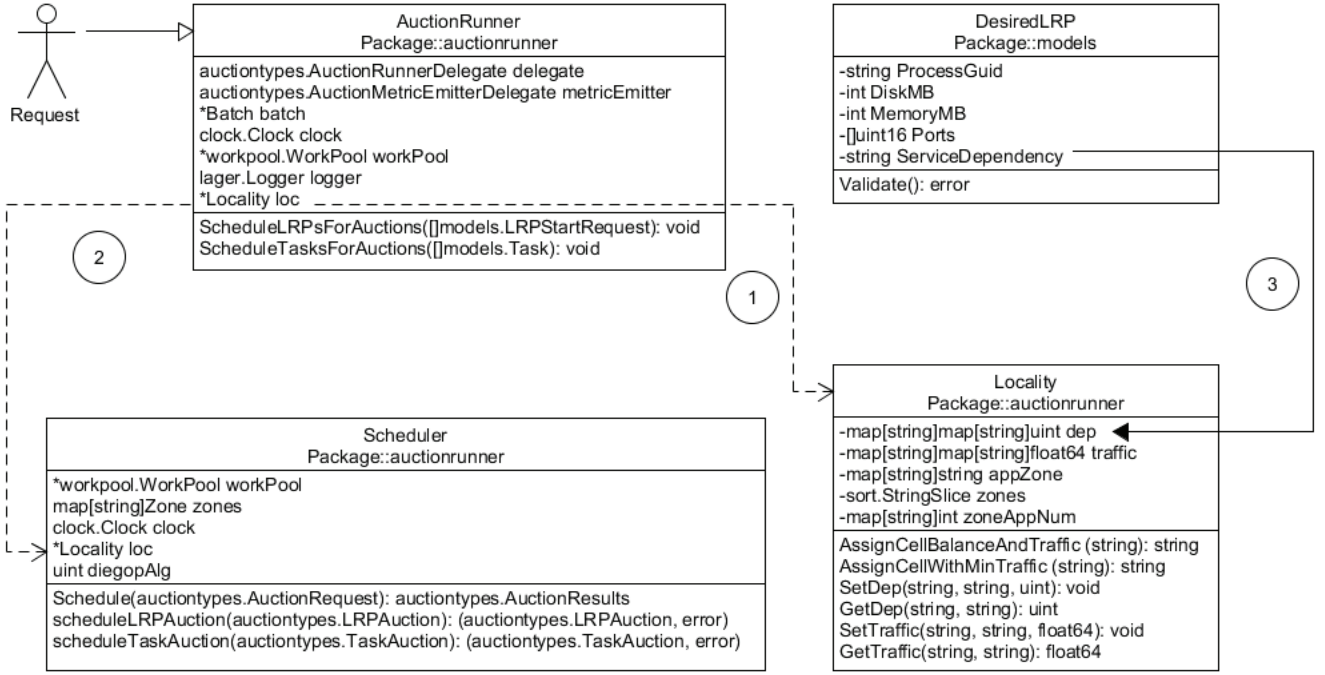 Request
AuctionRunner
Package::auctionrunner
auctiontypes.AuctionRunnerDelegate delegate
auctiontypes.AuctionMetricEmitterDelegate metricEmitter
*Batch batch
clock.Clock clock
*workpool.WorkPool workPool
lager.Logger logger
*Locality loc
ScheduleLRPsForAuctions([]models.LRPStartRequest): void
ScheduleTasksForAuctions([]models.Task): void
DesiredLRP
Package::models
-string ProcessGuid
-int DiskMB
-int MemoryMB
-[]uint16 Ports
-string ServiceDependency
Validate(): error
2
1
3
Scheduler
Package::auctionrunner
*workpool.WorkPool workPool
map[string]Zone zones
clock.Clock clock
*Locality loc
uint diegopAlg
Schedule(auctiontypes.AuctionRequest): auctiontypes.AuctionResults
scheduleLRPAuction(auctiontypes.LRPAuction): (auctiontypes.LRPAuction, error)
scheduleTaskAuction(auctiontypes.TaskAuction): (auctiontypes.TaskAuction, error)
Locality
Package::auctionrunner
-map[string]map[string]uint dep
-map[string]map[string]float64 traffic
-map[string]string appZone
-sort.StringSlice zones
-map[string]int zoneAppNum
AssignCellBalanceAndTraffic (string): string
AssignCellWithMinTraffic (string): string
SetDep(string, string, uint): void
GetDep(string, string): uint
SetTraffic(string, string, float64): void
GetTraffic(string, string): float64